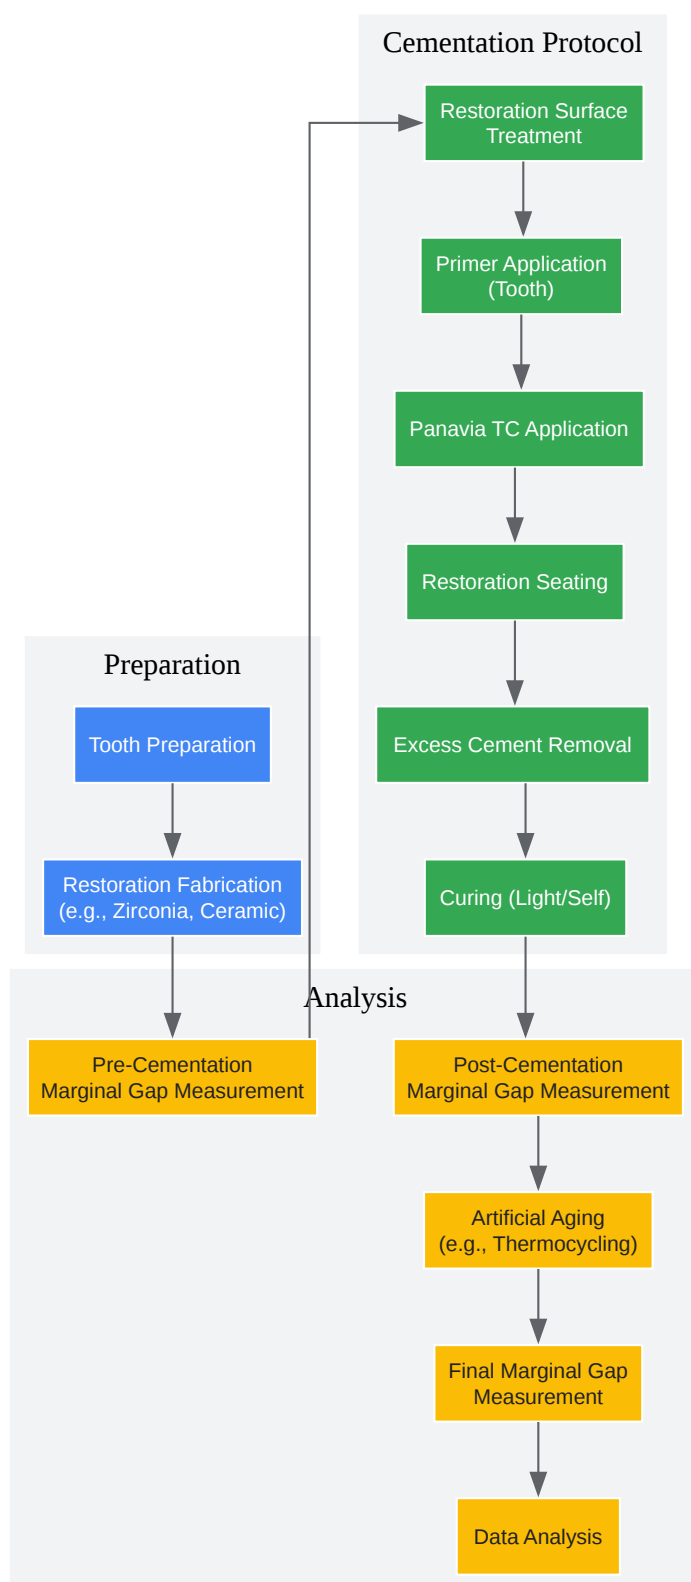 Cementation Protocol
Restoration Surface
Treatment
Primer Application
(Tooth)
Panavia TC Application
Restoration Seating
Excess Cement Removal
Curing (Light/Self)
Preparation
Tooth Preparation
Restoration Fabrication
(e.g., Zirconia, Ceramic)
Analysis
Pre-Cementation
Marginal Gap Measurement
Post-Cementation
Marginal Gap Measurement
Artificial Aging
(e.g., Thermocycling)
Final Marginal Gap
Measurement
Data Analysis